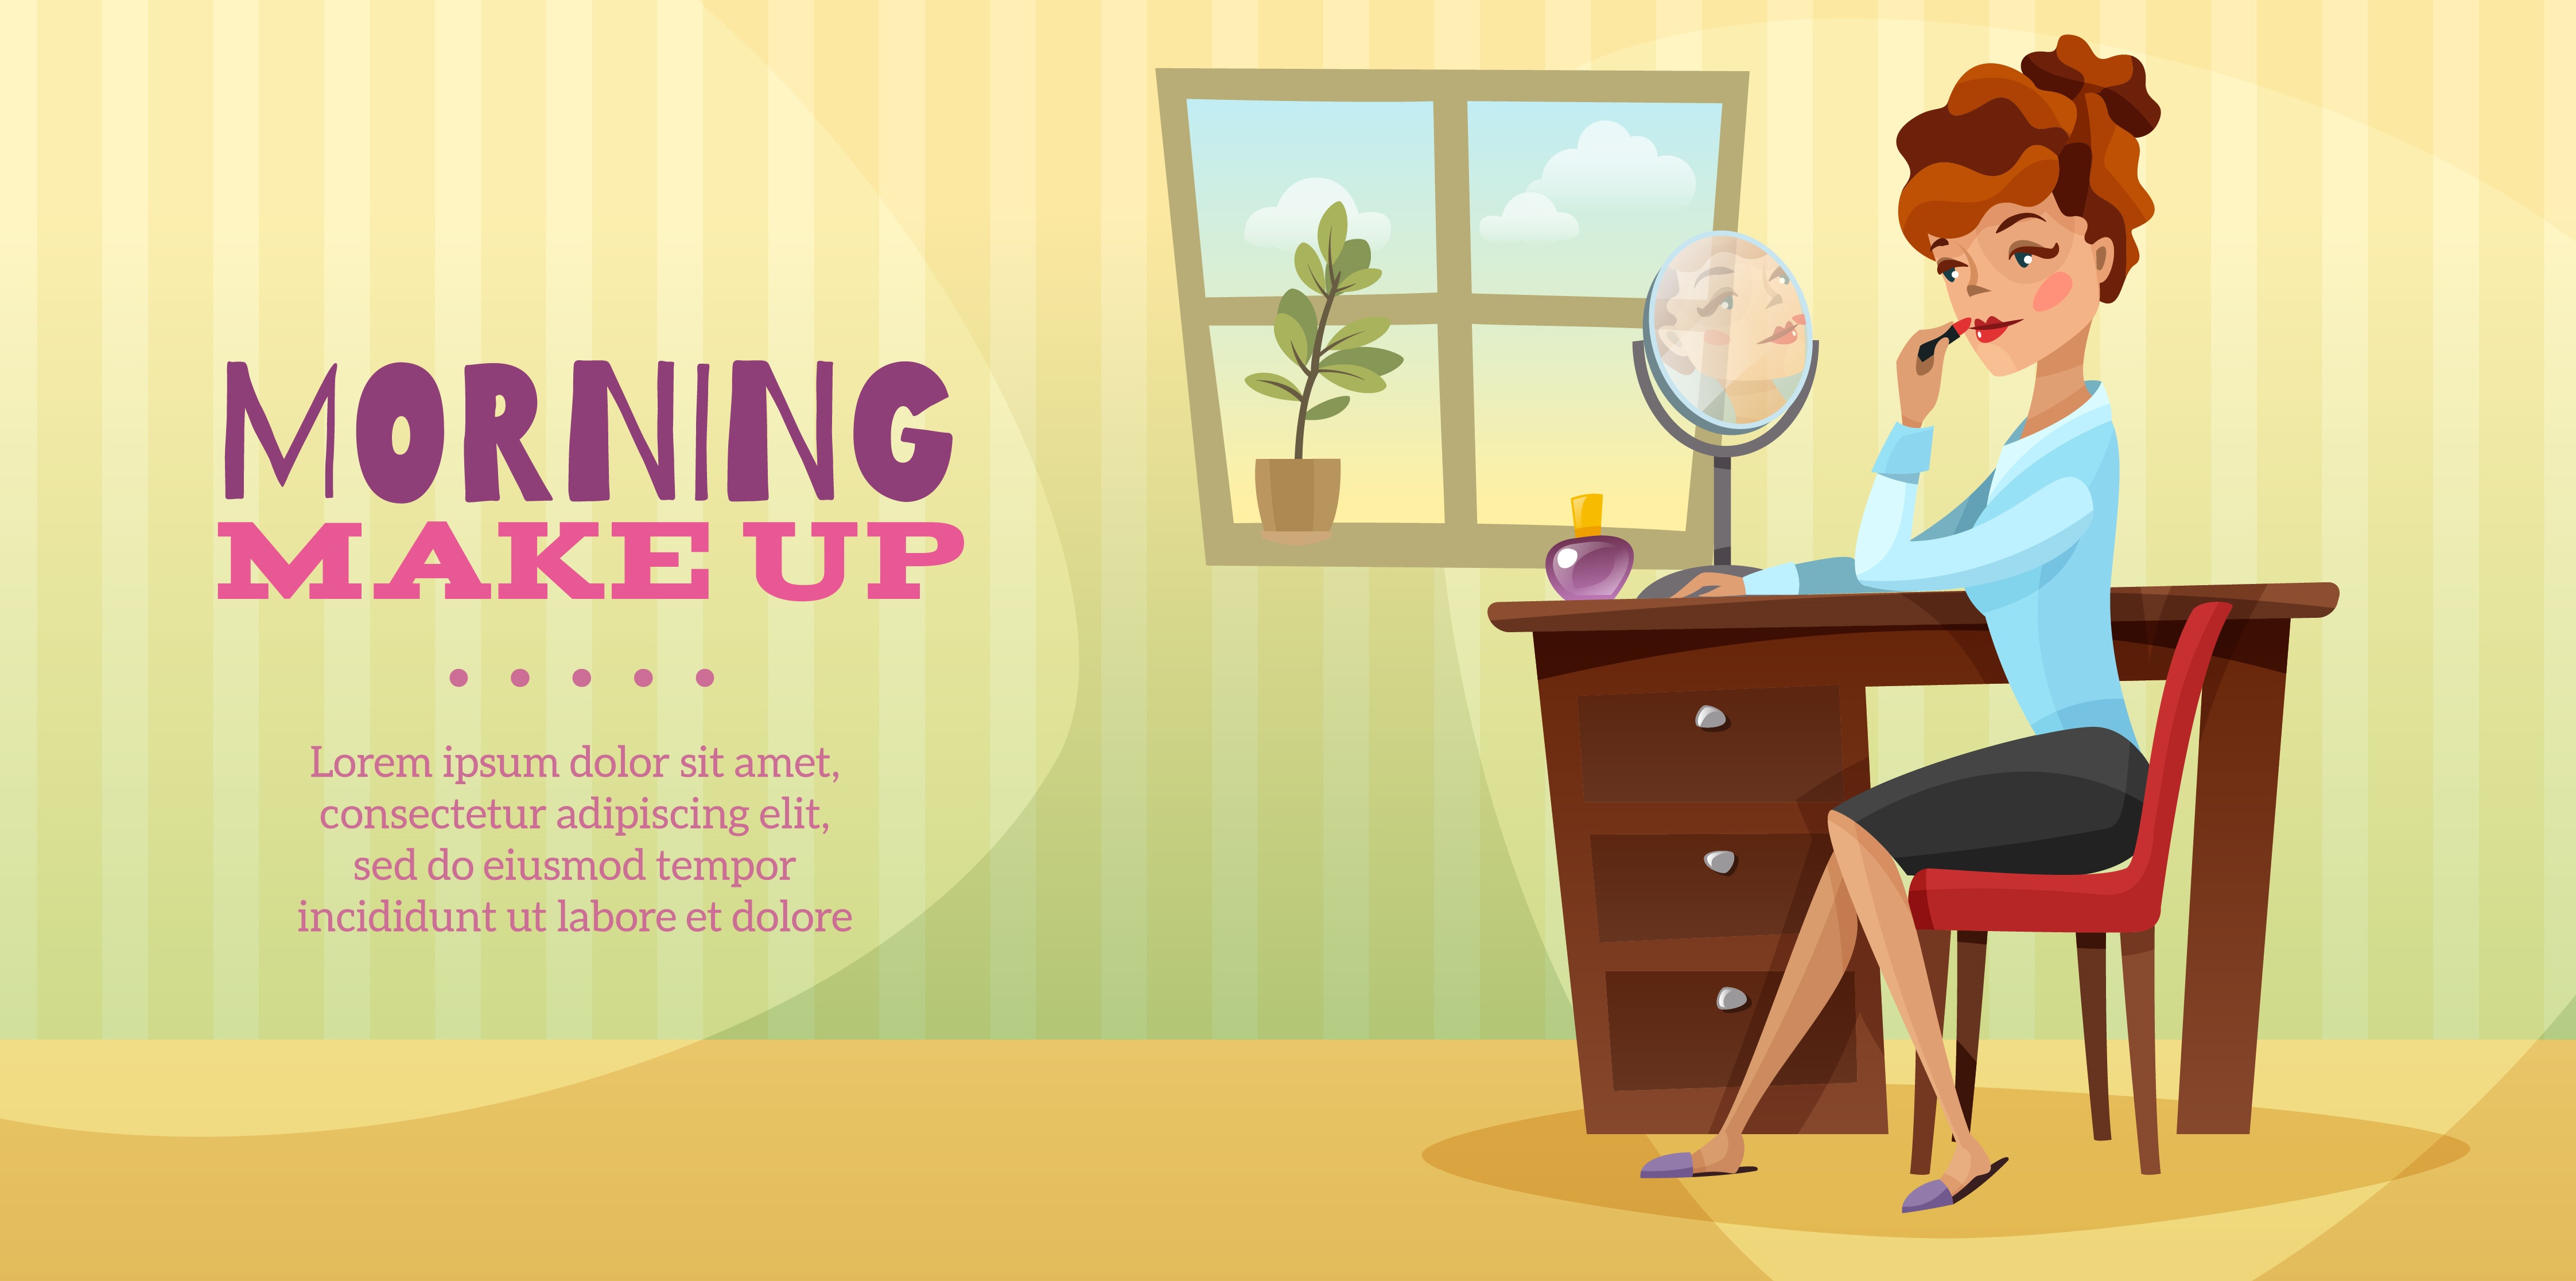 MORNING
MAKE UP
Lorem ipsum dolor sit amet,
consectetur adipiscing elit,
sed do eiusmod tempor
incididunt ut labore et dolore